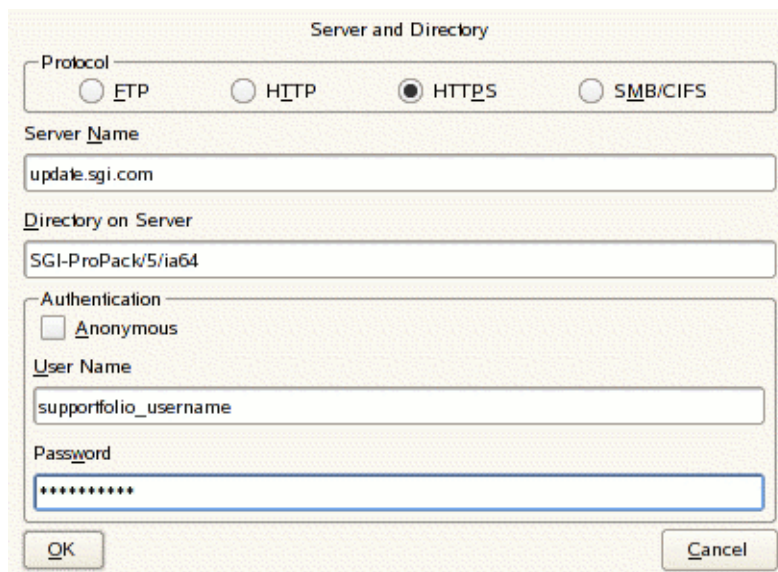 Server and Directory
Protocol
FTP HTTP HTTPS SMB/CIFS
Server Name
update.sgi.com
Directory on Server
SGI-ProPack/5/ia64
Authentication
Anonymous
User Name
supportfolio_username
Password
**********
OK Cancel